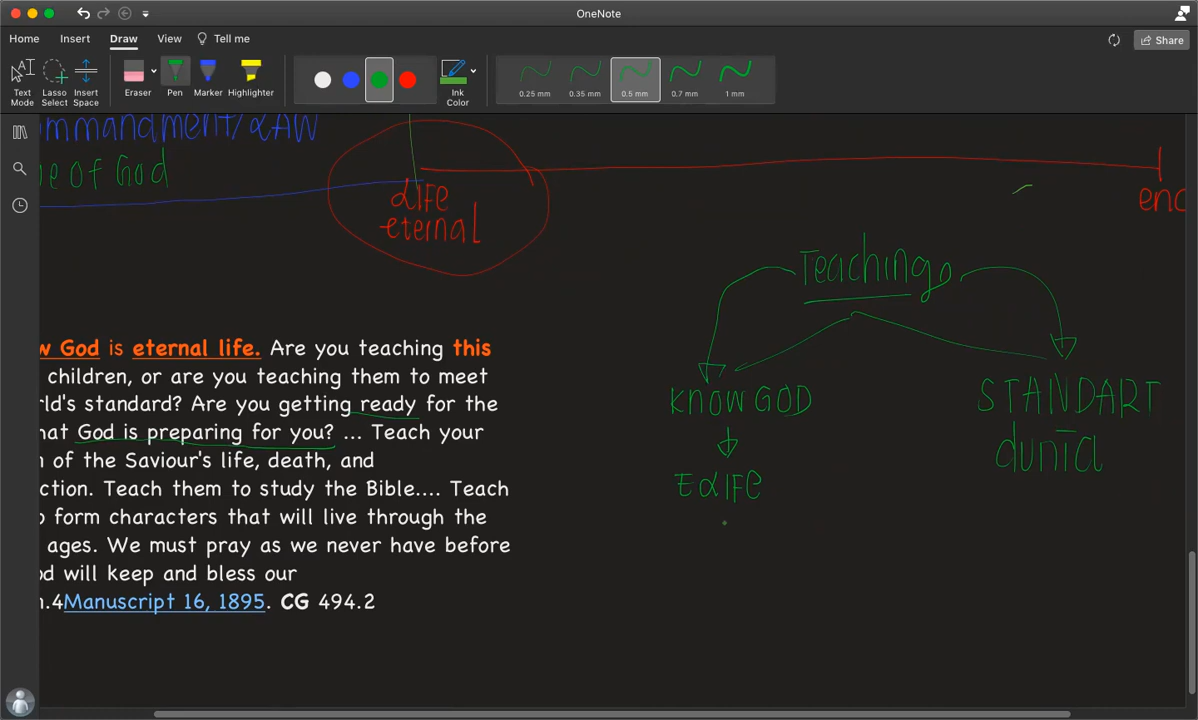 OneNote
Home Insert Draw View Tell me
Share
Text Mode
Lasso Select
Insert Space
Eraser
Pen
Marker
Highlighter
Ink Color
0.25 mm 0.35 mm 0.5 mm 0.7 mm 1 mm
ommandment/LAW
e of God
LIFE
eternal
end
Teaching
KNOW GOD
STANDART
dunia
E LIFE
w God is eternal life. Are you teaching this
children, or are you teaching them to meet
rld's standard? Are you getting ready for the
hat God is preparing for you? ... Teach your
n of the Saviour's life, death, and
ction. Teach them to study the Bible.... Teach
o form characters that will live through the
ages. We must pray as we never have before
od will keep and bless our
n.4Manuscript 16, 1895. CG 494.2